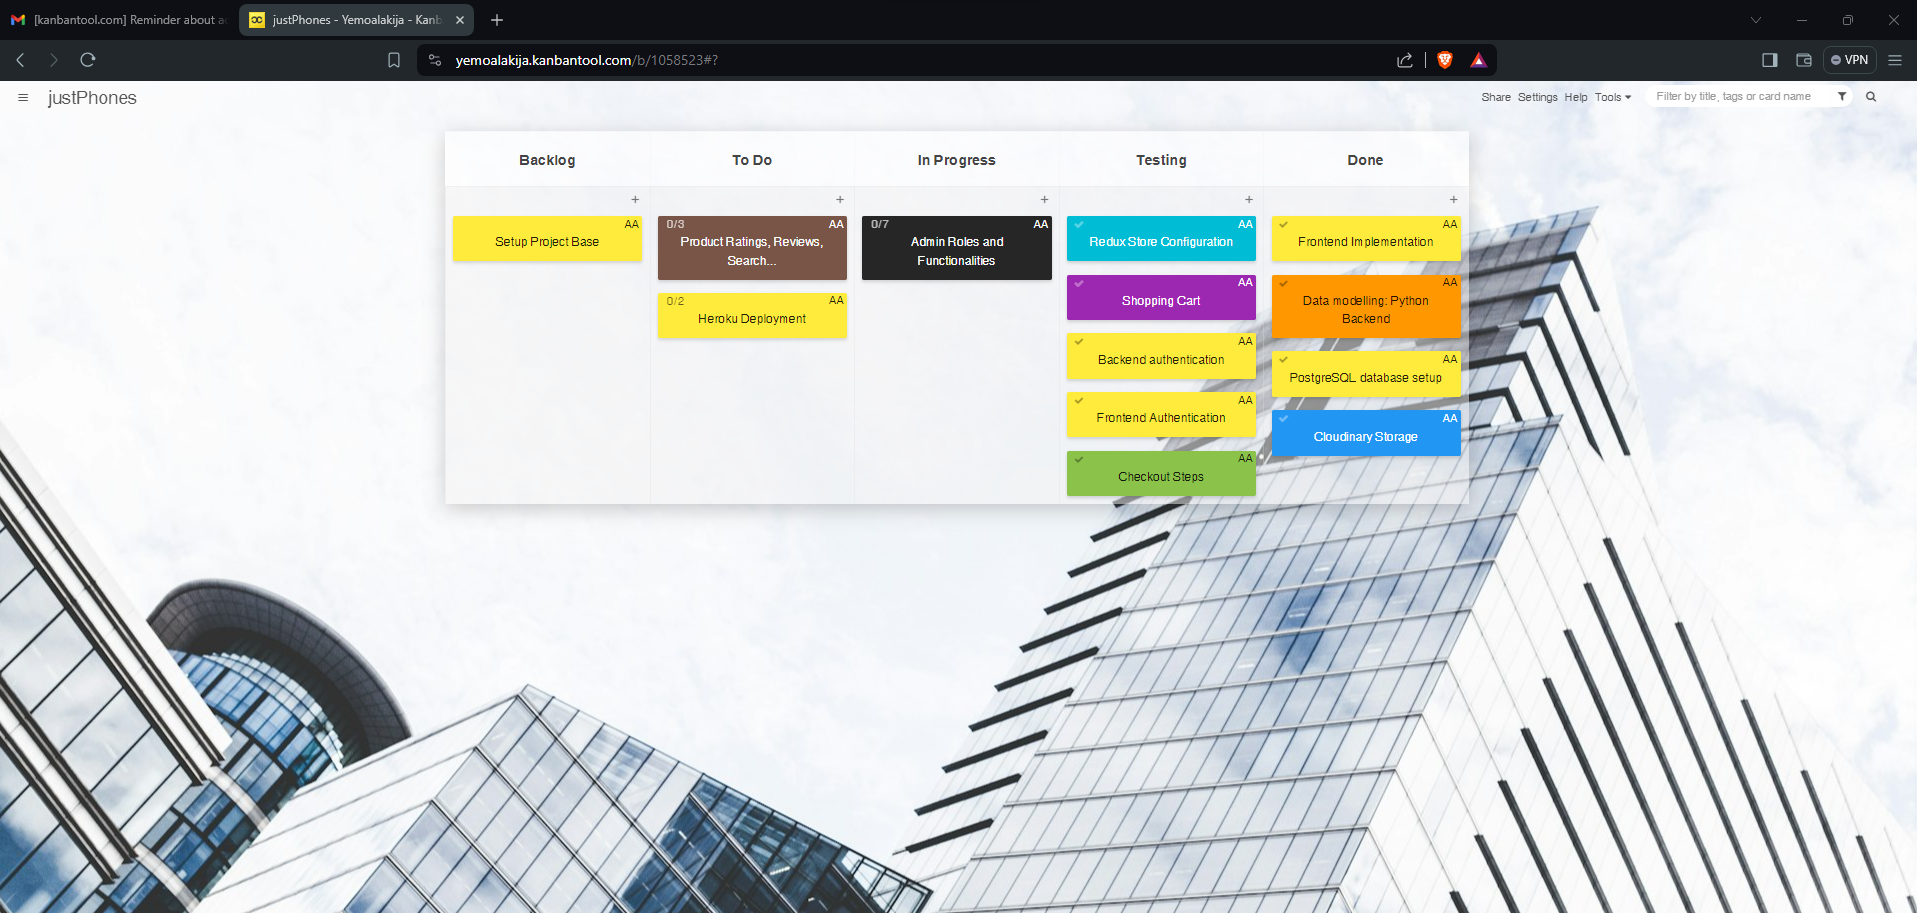 [kanbantool.com] Reminder about a
justPhones - Yemoalakija - Kanb
yemoalakija.kanbantool.com/b/1058523#?
VPN
justPhones
Share Settings Help Tools
Filter by title, tags or card name
Backlog
To Do
In Progress
Testing
Done
AA
Setup Project Base
0/3 AA
Product Ratings, Reviews,
Search...
0/2 AA
Heroku Deployment
0/7 AA
Admin Roles and
Functionalities
AA
Redux Store Configuration
AA
Shopping Cart
AA
Backend authentication
AA
Frontend Authentication
AA
Checkout Steps
AA
Frontend Implementation
AA
Data modelling: Python
Backend
AA
PostgreSQL database setup
AA
Cloudinary Storage